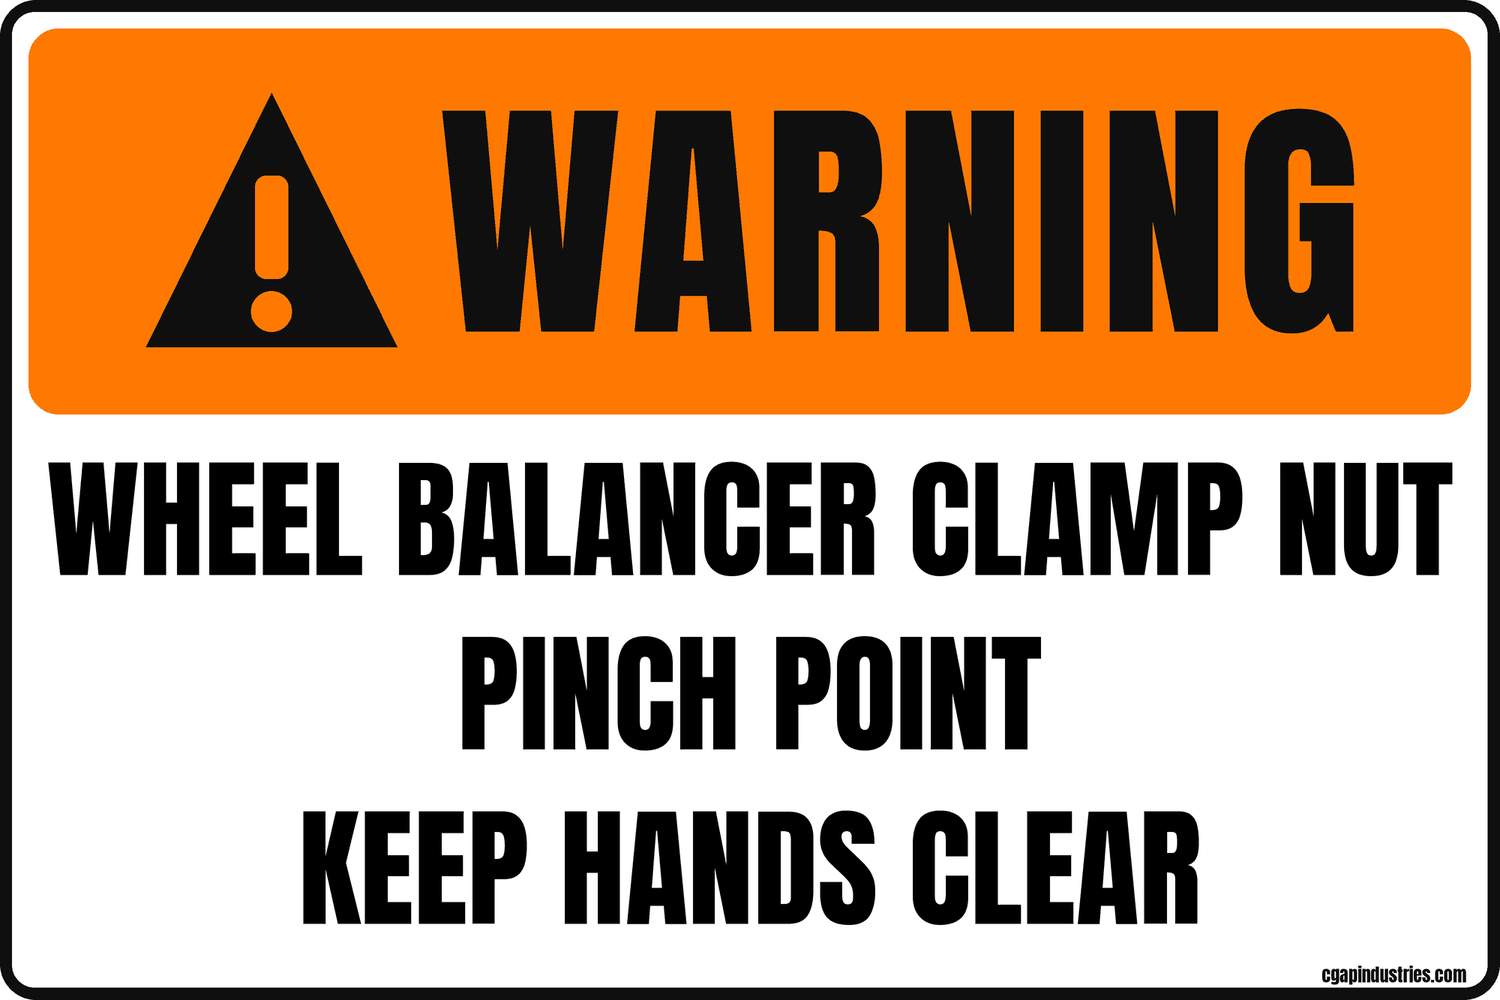 WARNING
WHEEL BALANCER CLAMP NUT
PINCH POINT
KEEP HANDS CLEAR
cgapindustries.com